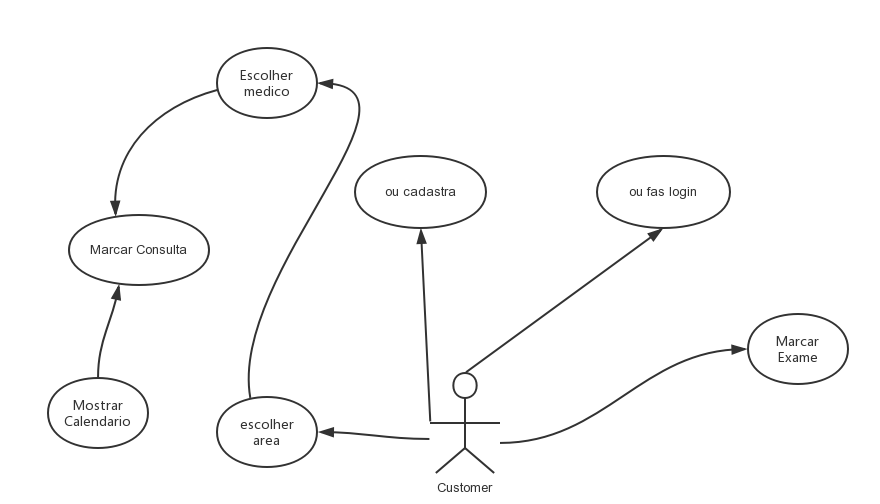 Escolher
medico
ou cadastra
ou fas login
Marcar Consulta
Marcar
Exame
Mostrar
Calendario
escolher
area
Customer